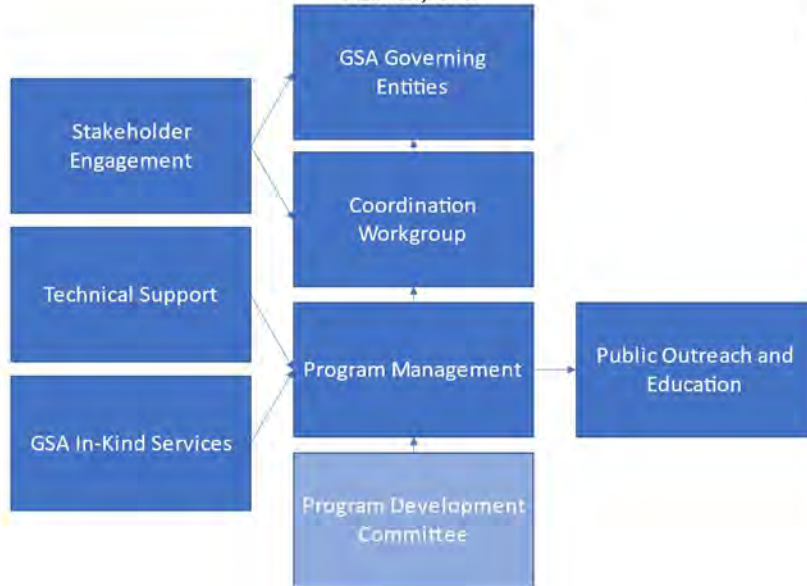 GSA Governing
Entities
Stakeholder
Engagement
Coordination
Workgroup
Technical Support
Program Management
Public Outreach and
Education
GSA In-Kind Services
Program Development
Committee